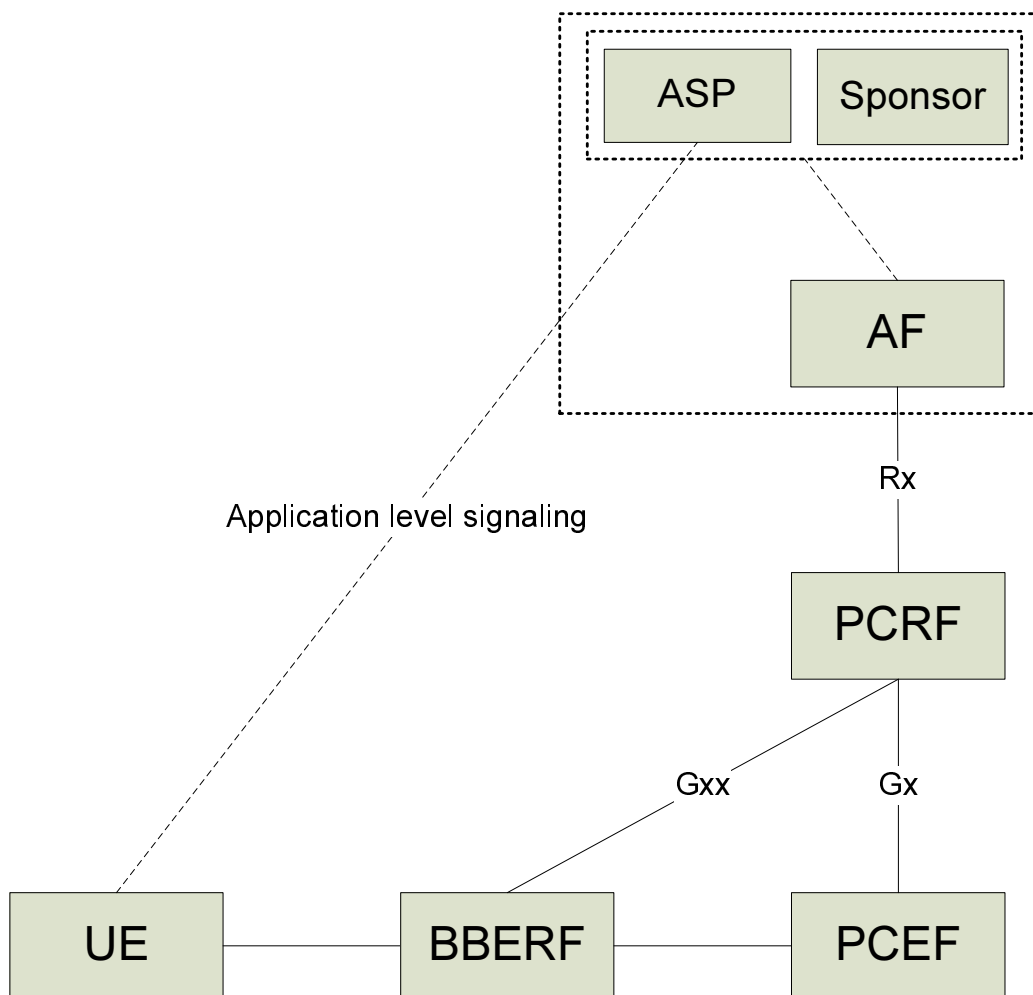 ASP
Sponsor
AF
Rx
Application level signaling
PCRF
Gxx
Gx
UE
BBERF
PCEF